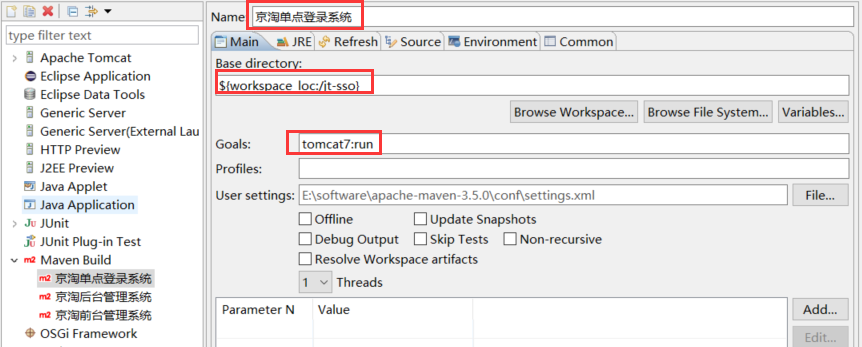 type filter text
Apache Tomcat
Eclipse Application
Eclipse Data Tools
Generic Server
Generic Server(External Lau
HTTP Preview
J2EE Preview
Java Applet
Java Application
JUnit
JUnit Plug-in Test
Maven Build
京淘单点登录系统
京淘后台管理系统
京淘前台管理系统
OSGi Framework
Name 京淘单点登录系统
Main JRE Refresh Source Environment Common
Base directory:
${workspace_loc:/jt-sso}
Browse Workspace... Browse File System... Variables...
Goals: tomcat7:run
Profiles:
User settings: E:\software\apache-maven-3.5.0\conf\settings.xml File...
Offline Update Snapshots
Debug Output Skip Tests Non-recursive
Resolve Workspace artifacts
1 Threads
Parameter N Value Add...
Edit...